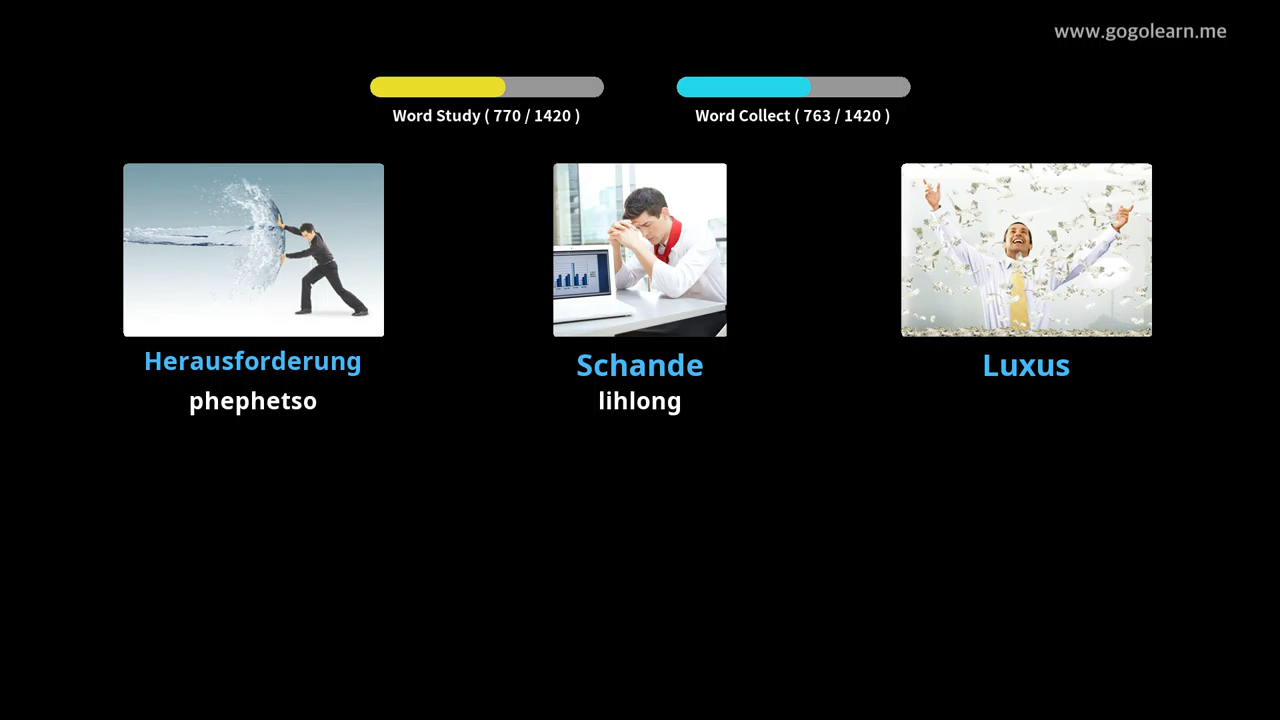 www.gogolearn.me
Word Study ( 770 / 1420 )
Word Collect ( 763 / 1420 )
Herausforderung
phephetso
Schande
lihlong
Luxus